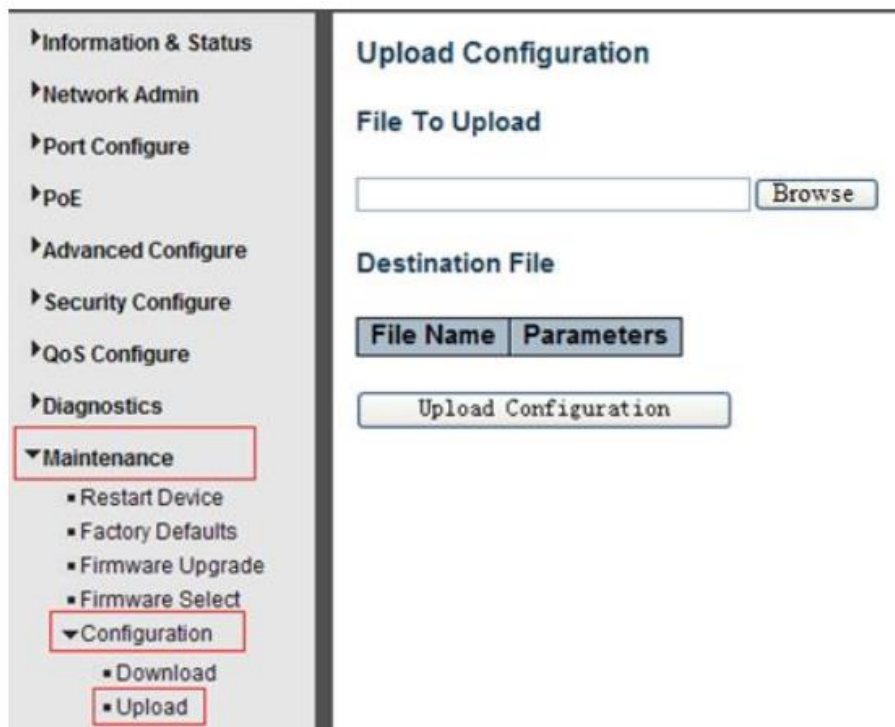 Information & Status
Network Admin
Port Configure
PoE
Advanced Configure
Security Configure
QoS Configure
Diagnostics
Maintenance
Restart Device
Factory Defaults
Firmware Upgrade
Firmware Select
Configuration
Download
Upload
Upload Configuration
File To Upload
Browse
Destination File
File Name Parameters
Upload Configuration